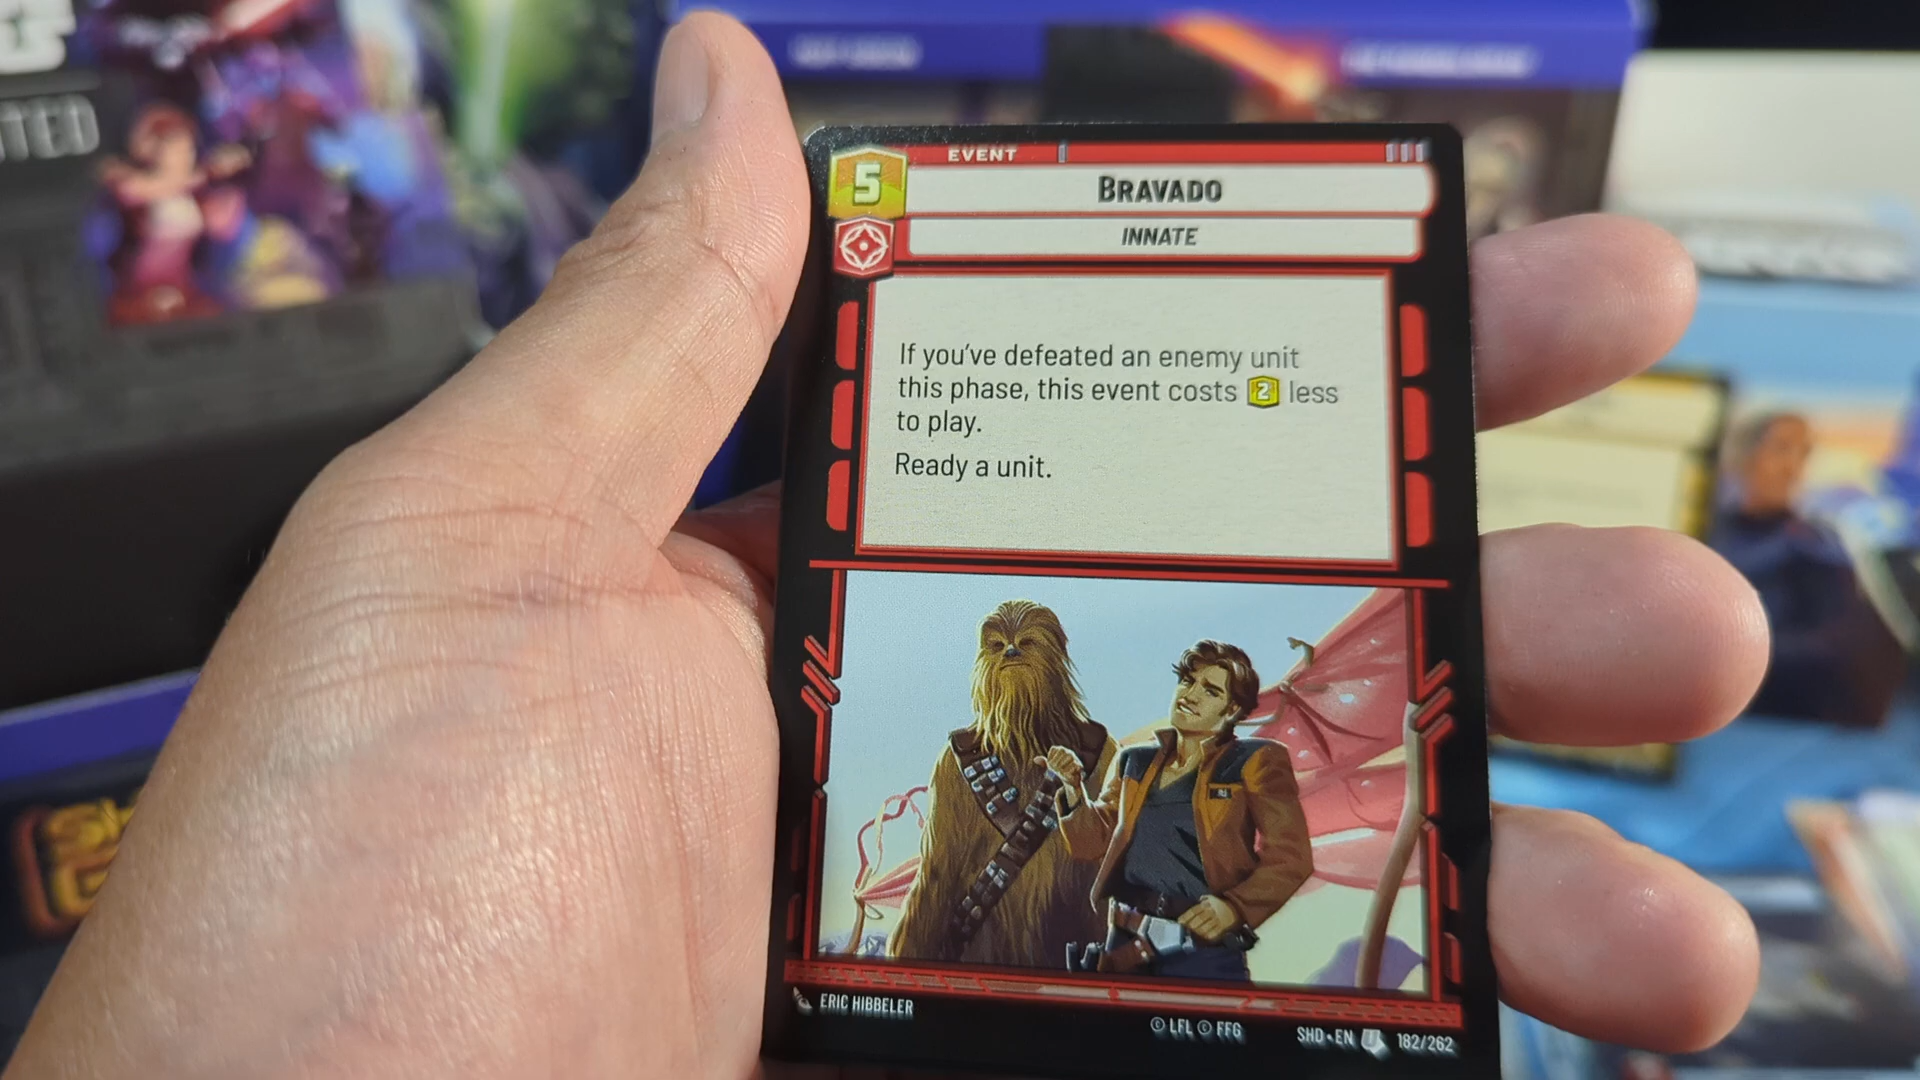 TED
EVENT
5
BRAVADO
INNATE
If you've defeated an enemy unit
this phase, this event costs 2 less
to play.
Ready a unit.
ERIC HIBBELER
© LFL © FFG
SHD • EN U 182/262